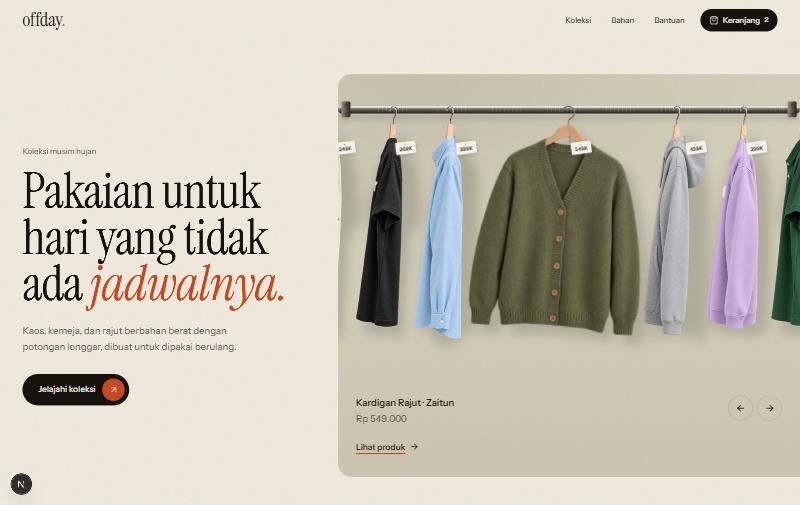 offday.
Koleksi
Bahan
Bantuan
Keranjang 2
Koleksi musim hujan
Pakaian untuk
hari yang tidak
ada jadwalnya.
Kaos, kemeja, dan rajut berbahan berat dengan
potongan longgar, dibuat untuk dipakai berulang.
Jelajahi koleksi
549K
Kardigan Rajut · Zaitun
Rp 549.000
Lihat produk
N